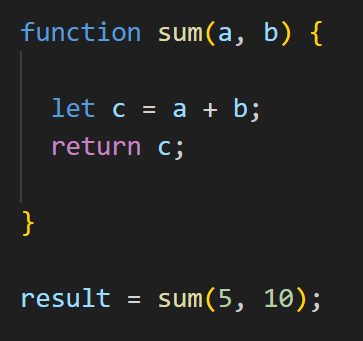 function sum(a, b) {
let c = a + b;
return c;
}
result = sum(5, 10);